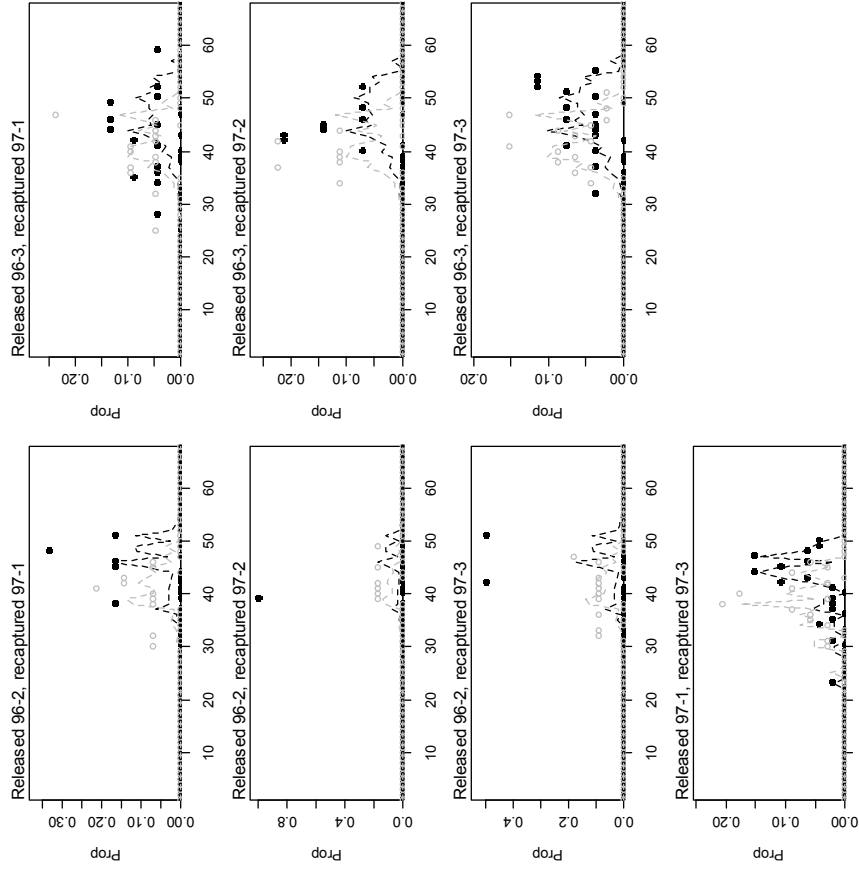 Released 96-2, recaptured 97-1
Prop
0.00 0.10 0.20 0.30
10 20 30 40 50 60
Released 96-2, recaptured 97-2
Prop
0.0 0.4 0.8
10 20 30 40 50 60
Released 96-2, recaptured 97-3
Prop
0.0 0.2 0.4
10 20 30 40 50 60
Released 97-1, recaptured 97-3
Prop
0.00 0.10 0.20
10 20 30 40 50 60
Released 96-3, recaptured 97-1
Prop
0.00 0.10 0.20
10 20 30 40 50 60
Released 96-3, recaptured 97-2
Prop
0.00 0.10 0.20
10 20 30 40 50 60
Released 96-3, recaptured 97-3
Prop
0.00 0.10 0.20
10 20 30 40 50 60